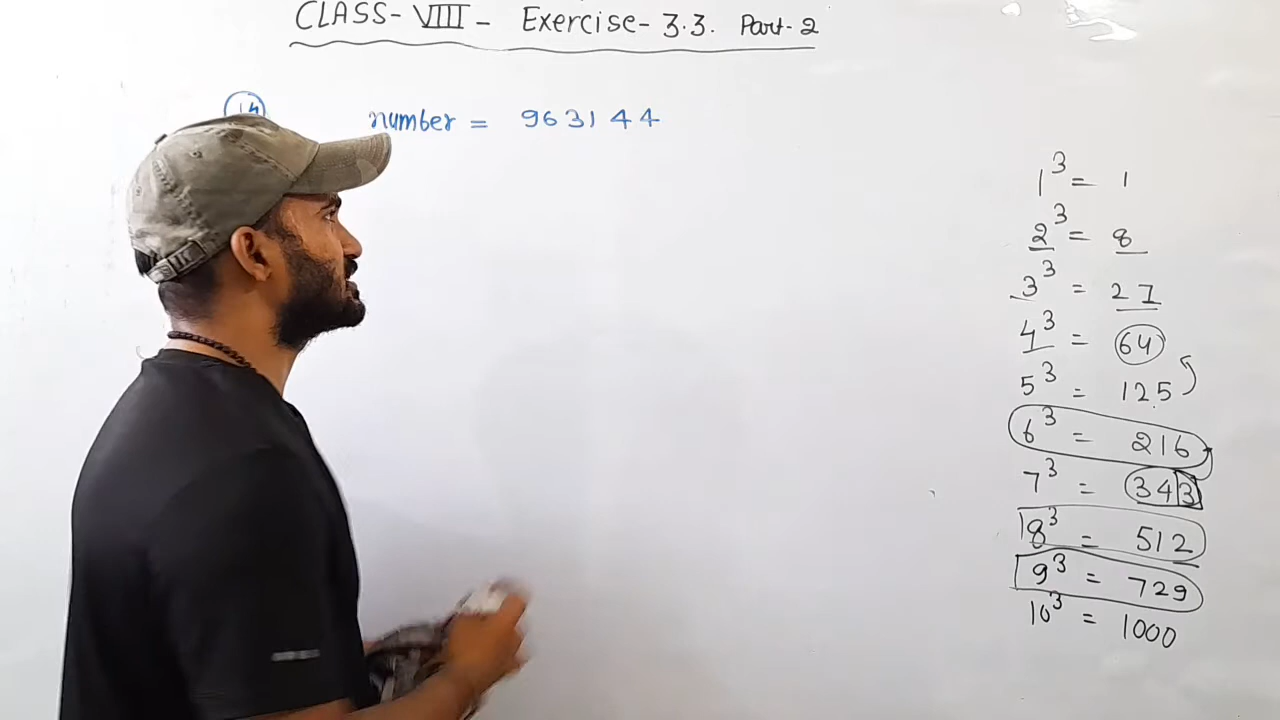 CLASS - VIII - Exercise - 3.3. Part - 2
14
number = 963144
1³ = 1
2³ = 8
3³ = 27
4³ = 64
5³ = 125
6³ = 216
7³ = 343
8³ = 512
9³ = 729
10³ = 1000